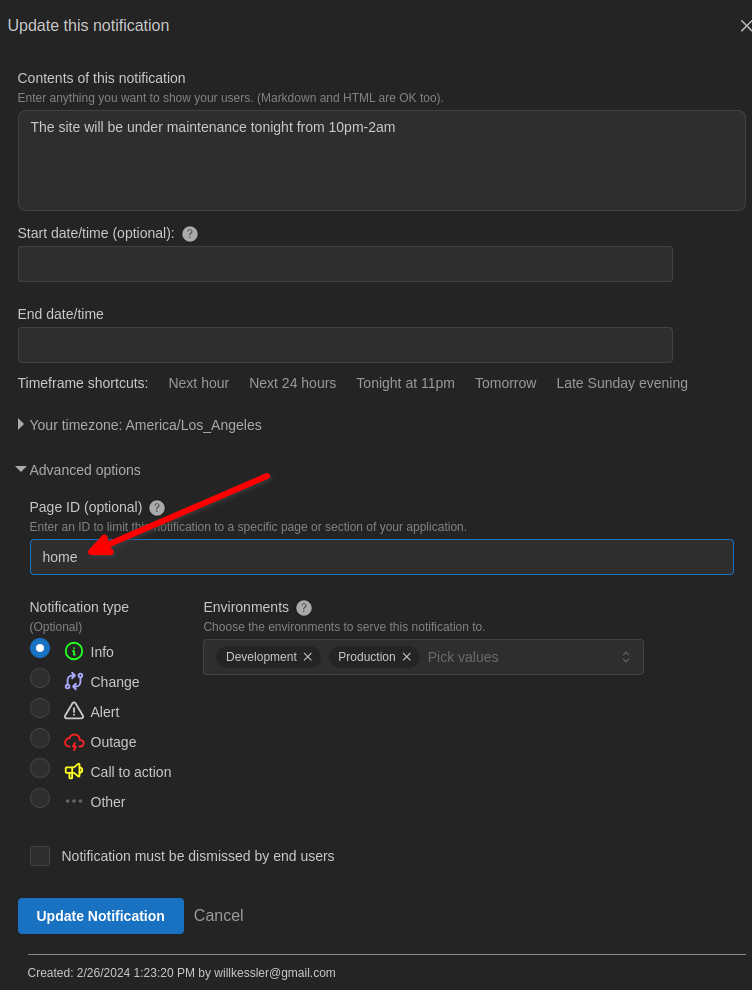 Update this notification
Contents of this notification
Enter anything you want to show your users. (Markdown and HTML are OK too).
The site will be under maintenance tonight from 10pm-2am
Start date/time (optional): ?
End date/time
Timeframe shortcuts: Next hour Next 24 hours Tonight at 11pm Tomorrow Late Sunday evening
Your timezone: America/Los_Angeles
Advanced options
Page ID (optional) ?
Enter an ID to limit this notification to a specific page or section of your application.
home
Notification type
(Optional)
Info
Change
Alert
Outage
Call to action
Other
Environments ?
Choose the environments to serve this notification to.
Development Production Pick values
Notification must be dismissed by end users
Update Notification Cancel
Created: 2/26/2024 1:23:20 PM by willkessler@gmail.com